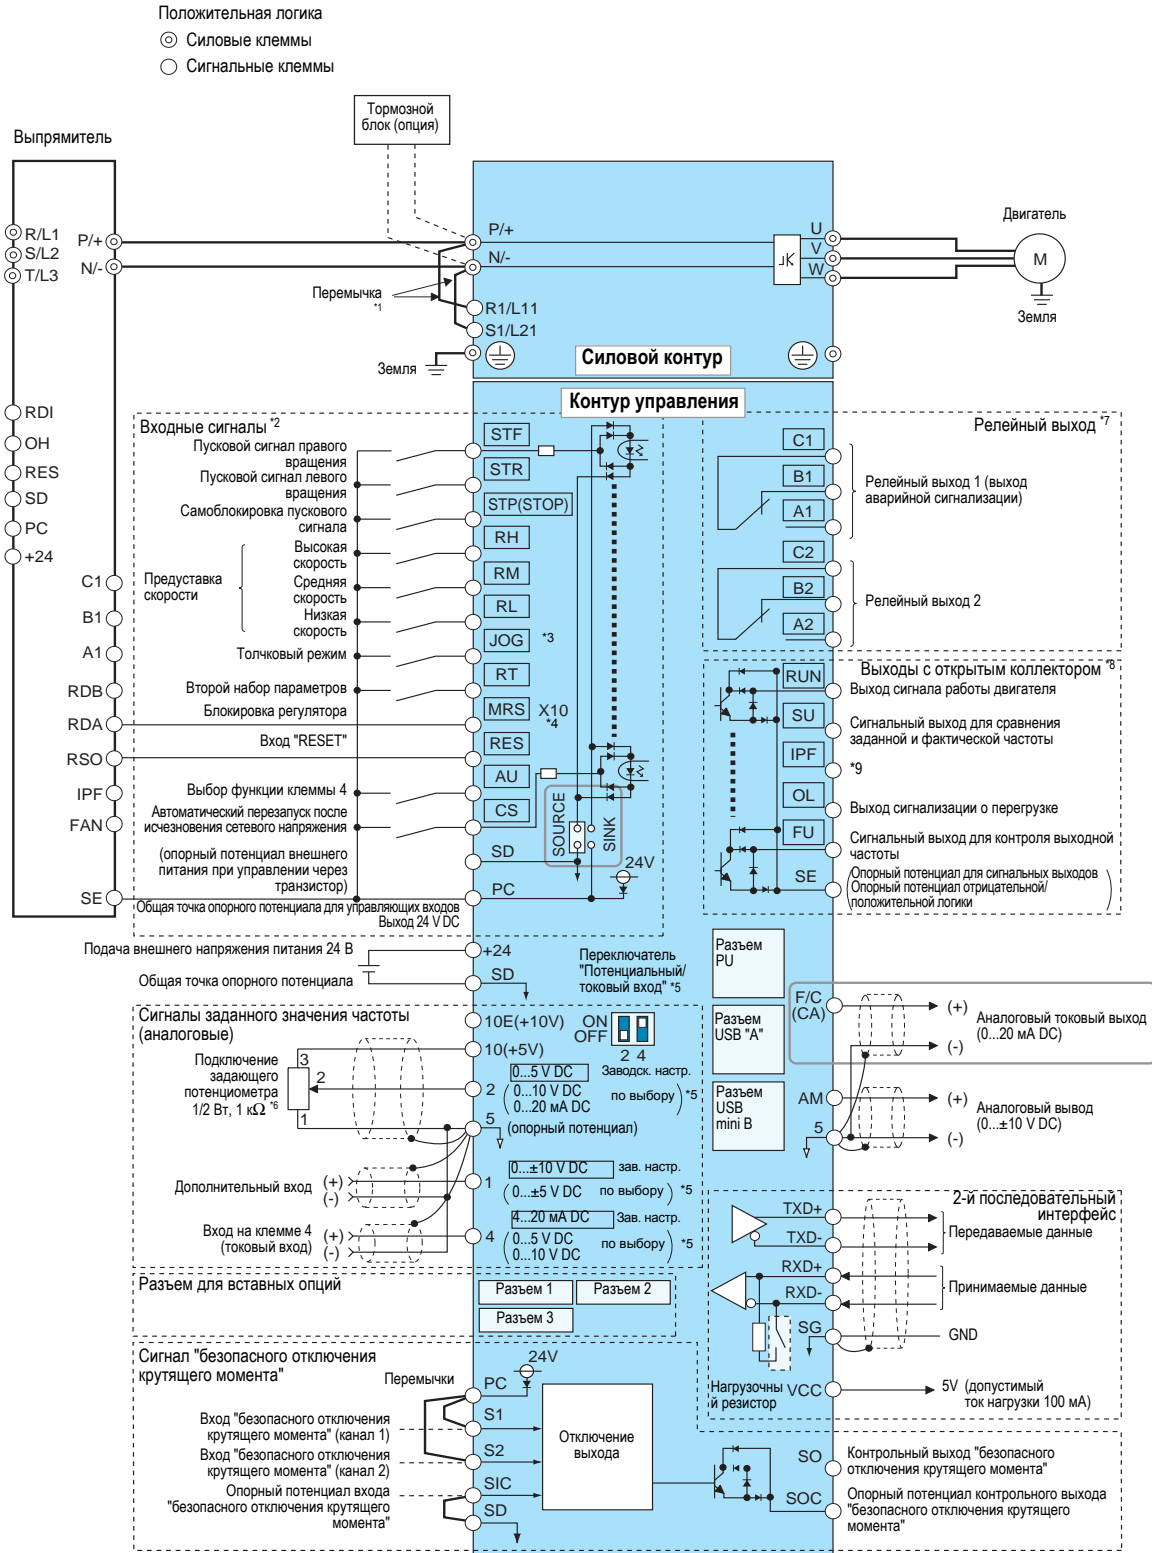 Положительная логика
Силовые клеммы
Сигнальные клеммы
Тормозной
блок (опция)
Выпрямитель
R/L1
S/L2
T/L3
P/+
N/-
P/+
N/-
Перемычка
*1
R1/L11
S1/L21
Земля
Силовой контур
U
V
W
Двигатель
M
Земля
RDI
OH
RES
SD
PC
+24
C1
B1
A1
RDB
RDA
RSO
IPF
FAN
SE
Контур управления
Входные сигналы *2
Пусковой сигнал правого
вращения
Пусковой сигнал левого
вращения
Самоблокировка пускового
сигнала
Предуставка
скорости
Высокая
скорость
Средняя
скорость
Низкая
скорость
Толчковый режим
Второй набор параметров
Блокировка регулятора
Вход "RESET"
Выбор функции клеммы 4
Автоматический перезапуск после
исчезновения сетевого напряжения
(опорный потенциал внешнего
питания при управлении через
транзистор)
Общая точка опорного потенциала для управляющих входов
Выход 24 V DC
STF
STR
STP(STOP)
RH
RM
RL
JOG *3
RT
MRS X10
*4
RES
AU
CS
SD
PC
SOURCE
SINK
24V
Релейный выход *7
C1
B1
A1
Релейный выход 1 (выход
аварийной сигнализации)
C2
B2
A2
Релейный выход 2
Выходы с открытым коллектором *8
RUN
Выход сигнала работы двигателя
SU
Сигнальный выход для сравнения
заданной и фактической частоты
IPF
*9
OL
Выход сигнализации о перегрузке
FU
Сигнальный выход для контроля выходной
частоты
SE
Опорный потенциал для сигнальных выходов
Опорный потенциал отрицательной/
положительной логики
Подача внешнего напряжения питания 24 В
+24
Общая точка опорного потенциала
SD
Переключатель
"Потенциальный/
токовый вход" *5
ON
OFF
2 4
Сигналы заданного значения частоты
(аналоговые)
Подключение
задающего
потенциометра
1/2 Вт, 1 кΩ *6
3
2
1
10E(+10V)
10(+5V)
2
0...5 V DC Заводск. настр.
(0...10 V DC
0...20 мА DC по выбору) *5
5
(опорный потенциал)
Дополнительный вход (+)
(-)
1
0...±10 V DC зав. настр.
(0...±5 V DC по выбору) *5
Вход на клемме 4
(токовый вход) (+)
(-)
4
4...20 мА DC Зав. настр.
(0...5 V DC
0...10 V DC по выбору) *5
Разъем
PU
Разъем
USB "A"
Разъем
USB
mini B
F/C
(CA)
(+)
(-)
Аналоговый токовый выход
(0...20 мА DC)
AM
5
(+)
(-)
Аналоговый вывод
(0...±10 V DC)
2-й последовательный
интерфейс
TXD+
TXD-
Передаваемые данные
RXD+
RXD-
Принимаемые данные
SG
GND
Нагрузочны
й резистор
VCC
5V (допустимый
ток нагрузки 100 мА)
Разъем для вставных опций
Разъем 1
Разъем 2
Разъем 3
Сигнал "безопасного отключения
крутящего момента"
Перемычки
24V
PC
S1
S2
SIC
SD
Вход "безопасного отключения
крутящего момента" (канал 1)
Вход "безопасного отключения
крутящего момента" (канал 2)
Опорный потенциал входа
"безопасного отключения крутящего
момента"
Отключение
выхода
SO
Контрольный выход "безопасного
отключения крутящего момента"
SOC
Опорный потенциал контрольного выхода
"безопасного отключения крутящего
момента"